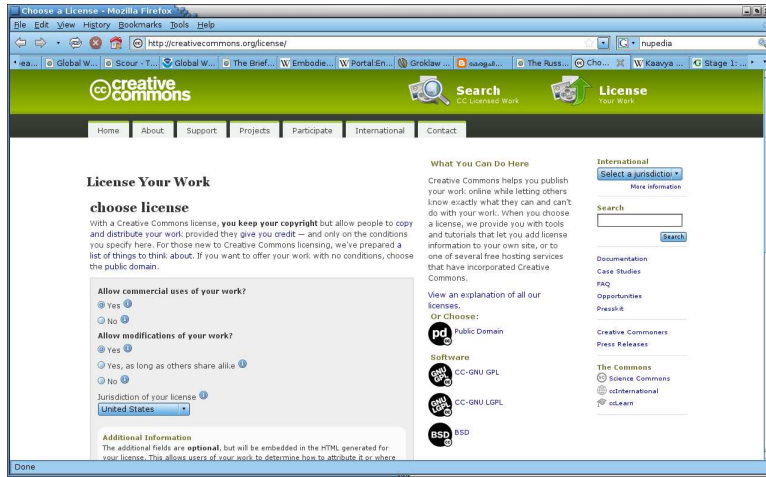 Choose a License - Mozilla Firefox
File Edit View History Bookmarks Tools Help
http://creativecommons.org/license/
nupedia
Global W... Scour - T... Global W... The Brief... Embodie... Portal:En... Groklaw ... The Russ... Cho... Kaavya ... Stage 1:
creative commons
Search
CC Licensed Work
License
Your Work
Home About Support Projects Participate International Contact
License Your Work
choose license
With a Creative Commons license, you keep your copyright but allow people to copy
and distribute your work provided they give you credit — and only on the conditions
you specify here. For those new to Creative Commons licensing, we've prepared a
list of things to think about. If you want to offer your work with no conditions, choose
the public domain.
Allow commercial uses of your work?
Yes
No
Allow modifications of your work?
Yes
Yes, as long as others share alike
No
Jurisdiction of your license
United States
Additional Information
The additional fields are optional, but will be embedded in the HTML generated for
your license. This allows users of your work to determine how to attribute it or where
What You Can Do Here
Creative Commons helps you publish
your work online while letting others
know exactly what they can and can't
do with your work. When you choose
a license, we provide you with tools
and tutorials that let you add license
information to your own site, or to
one of several free hosting services
that have incorporated Creative
Commons.
View an explanation of all our
licenses.
Or Choose:
pd
Public Domain
Software
GNU GPL
CC-GNU GPL
GNU LGPL
CC-GNU LGPL
BSD
BSD
International
Select a jurisdictio
More information
Search
Search
Documentation
Case Studies
FAQ
Opportunities
Presskit
Creative Commoners
Press Releases
The Commons
Science Commons
ccInternational
ccLearn
Done